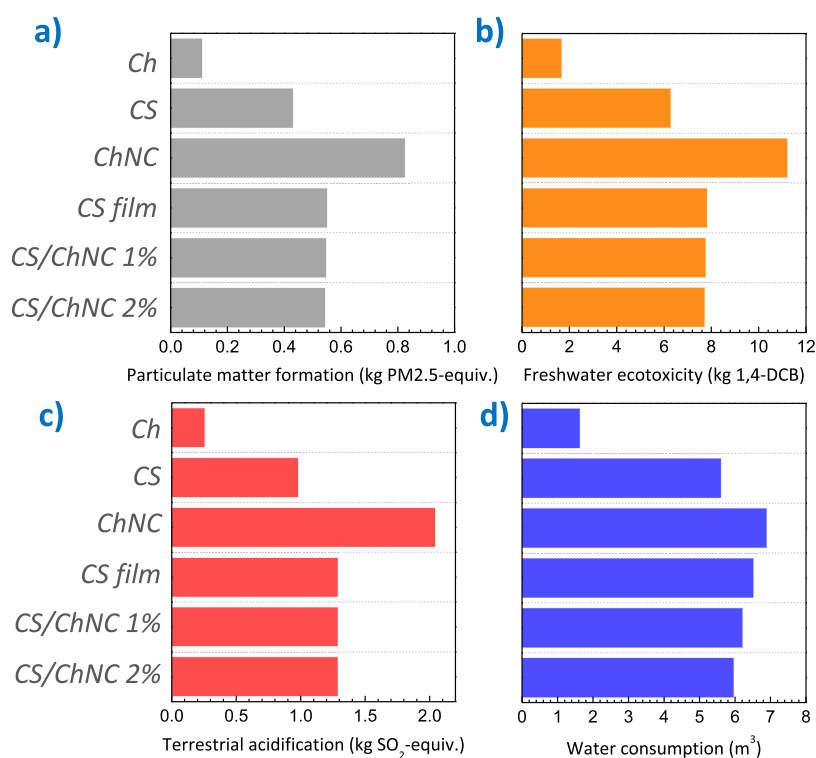 a)
Ch
CS
ChNC
CS film
CS/ChNC 1%
CS/ChNC 2%
0.0 0.2 0.4 0.6 0.8 1.0
Particulate matter formation (kg PM2.5-equiv.)
b)
0 2 4 6 8 10 12
Freshwater ecotoxicity (kg 1,4-DCB)
c)
Ch
CS
ChNC
CS film
CS/ChNC 1%
CS/ChNC 2%
0.0 0.5 1.0 1.5 2.0
Terrestrial acidification (kg SO₂-equiv.)
d)
0 1 2 3 4 5 6 7 8
Water consumption (m³)